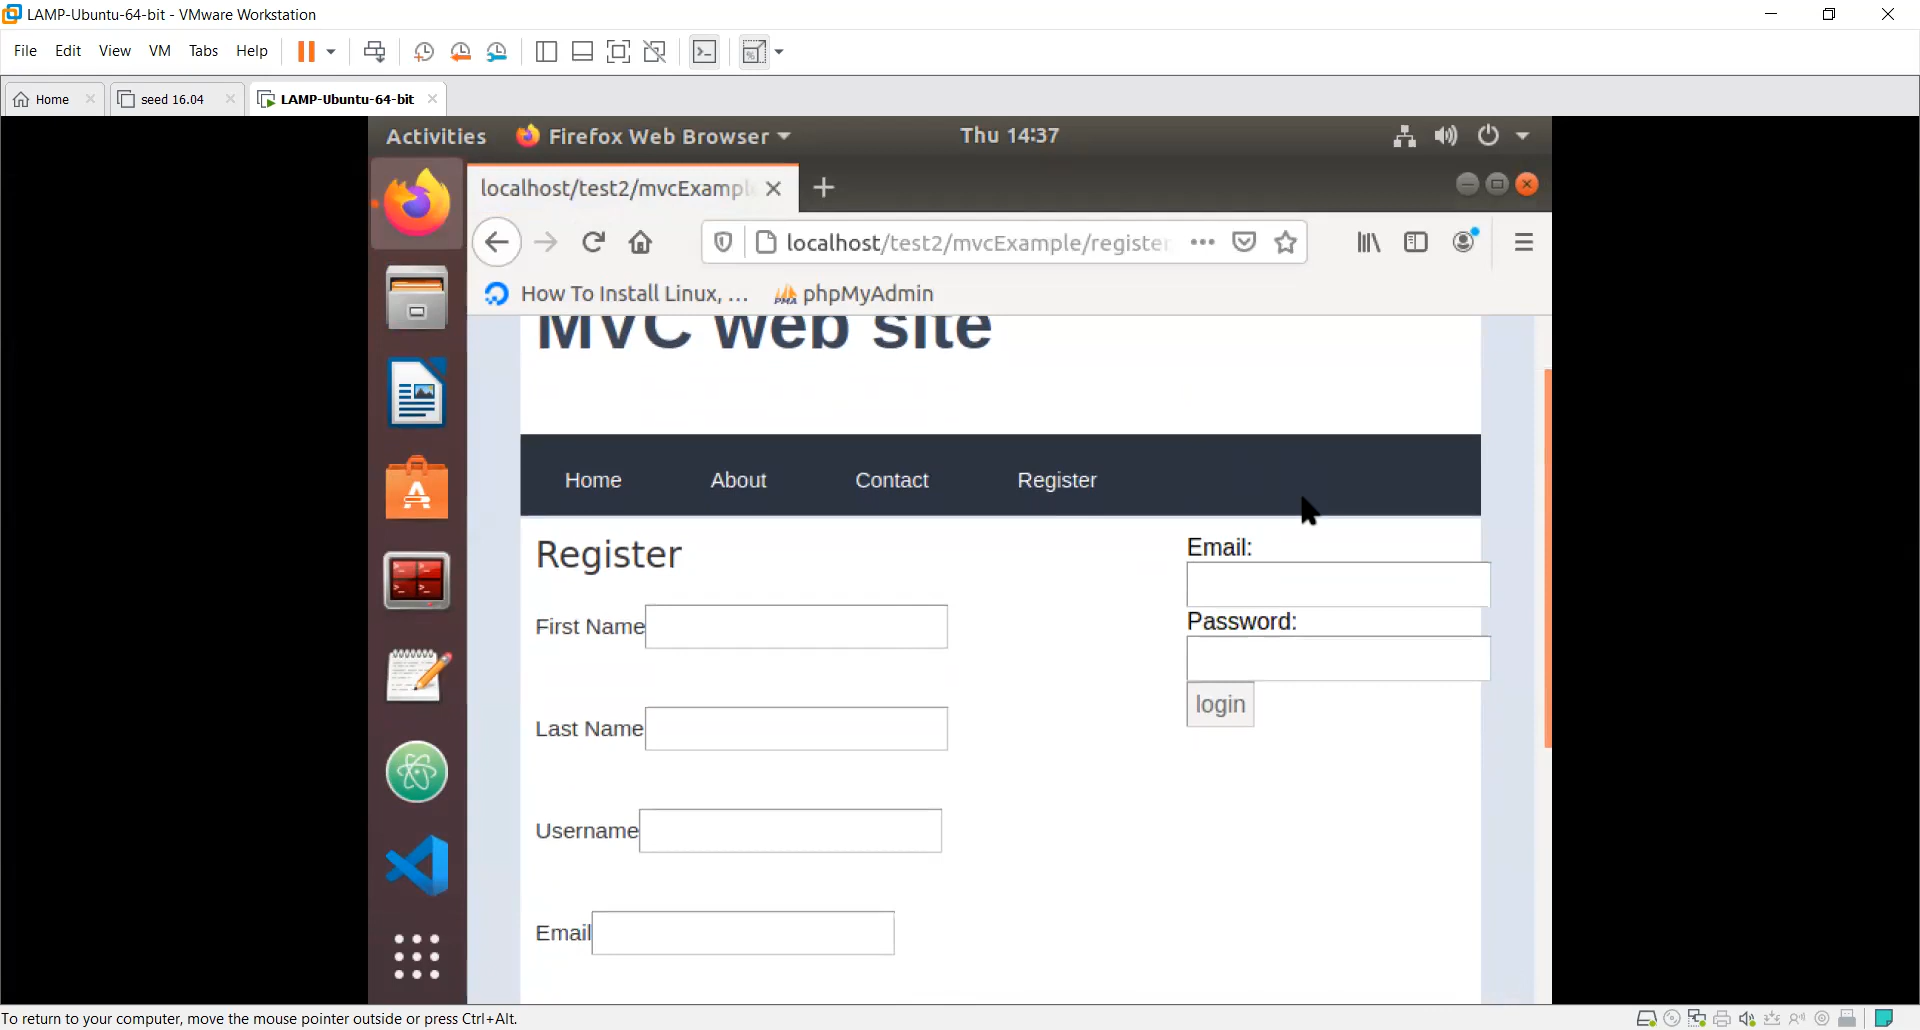 LAMP-Ubuntu-64-bit - VMware Workstation
File Edit View VM Tabs Help
Home seed 16.04 LAMP-Ubuntu-64-bit
Activities Firefox Web Browser Thu 14:37
localhost/test2/mvcExampl
localhost/test2/mvcExample/register
How To Install Linux, ... phpMyAdmin
MVC web site
Home About Contact Register
Register
First Name
Last Name
Username
Email
Email:
Password:
login
To return to your computer, move the mouse pointer outside or press Ctrl+Alt.